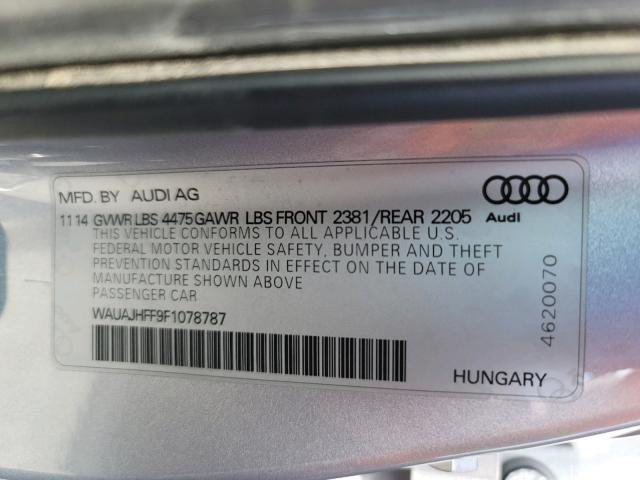 MFD. BY AUDI AG
11 14 GVWR LBS 4475 GAWR LBS FRONT 2381/REAR 2205
Audi
THIS VEHICLE CONFORMS TO ALL APPLICABLE U.S.
FEDERAL MOTOR VEHICLE SAFETY, BUMPER AND THEFT
PREVENTION STANDARDS IN EFFECT ON THE DATE OF
MANUFACTURE SHOWN ABOVE
PASSENGER CAR
WAUAJHFF9F1078787
4620070
HUNGARY